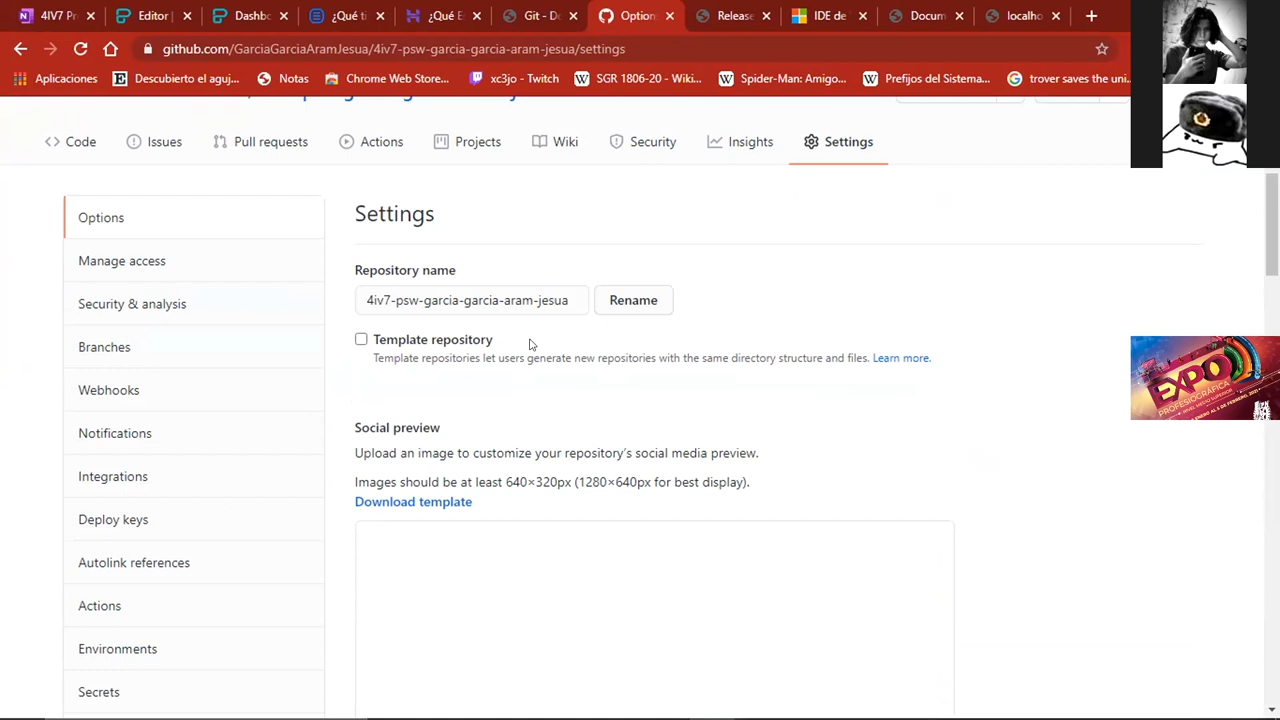 4IV7 Pr
Editor |
Dashbo
¿Qué ti
¿Qué E
Git - Do
Option
Release
IDE de
Docum
localho
github.com/GarciaGarciaAramJesua/4iv7-psw-garcia-garcia-aram-jesua/settings
Aplicaciones
Descubierto el aguj...
Notas
Chrome Web Store...
xc3jo - Twitch
SGR 1806-20 - Wiki...
Spider-Man: Amigo...
Prefijos del Sistema...
trover saves the uni...
Code
Issues
Pull requests
Actions
Projects
Wiki
Security
Insights
Settings
Options
Manage access
Security & analysis
Branches
Webhooks
Notifications
Integrations
Deploy keys
Autolink references
Actions
Environments
Secrets
Settings
Repository name
4iv7-psw-garcia-garcia-aram-jesua
Rename
Template repository
Template repositories let users generate new repositories with the same directory structure and files. Learn more.
Social preview
Upload an image to customize your repository's social media preview.
Images should be at least 640×320px (1280×640px for best display).
Download template
EXPO
PROFESIOGRÁFICA
NIVEL MEDIO SUPERIOR